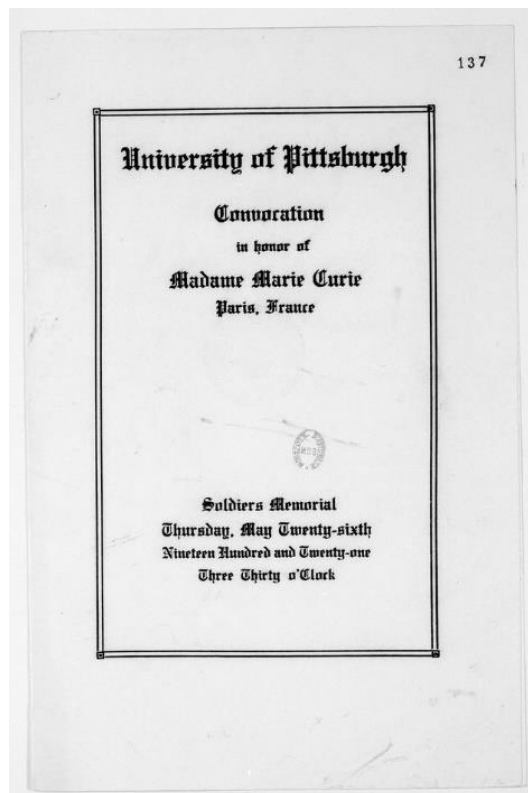 137
University of Pittsburgh
Convocation
in honor of
Madame Marie Curie
Paris, France
Soldiers Memorial
Thursday, May Twenty-sixth
Nineteen Hundred and Twenty-one
Three Thirty o'Clock